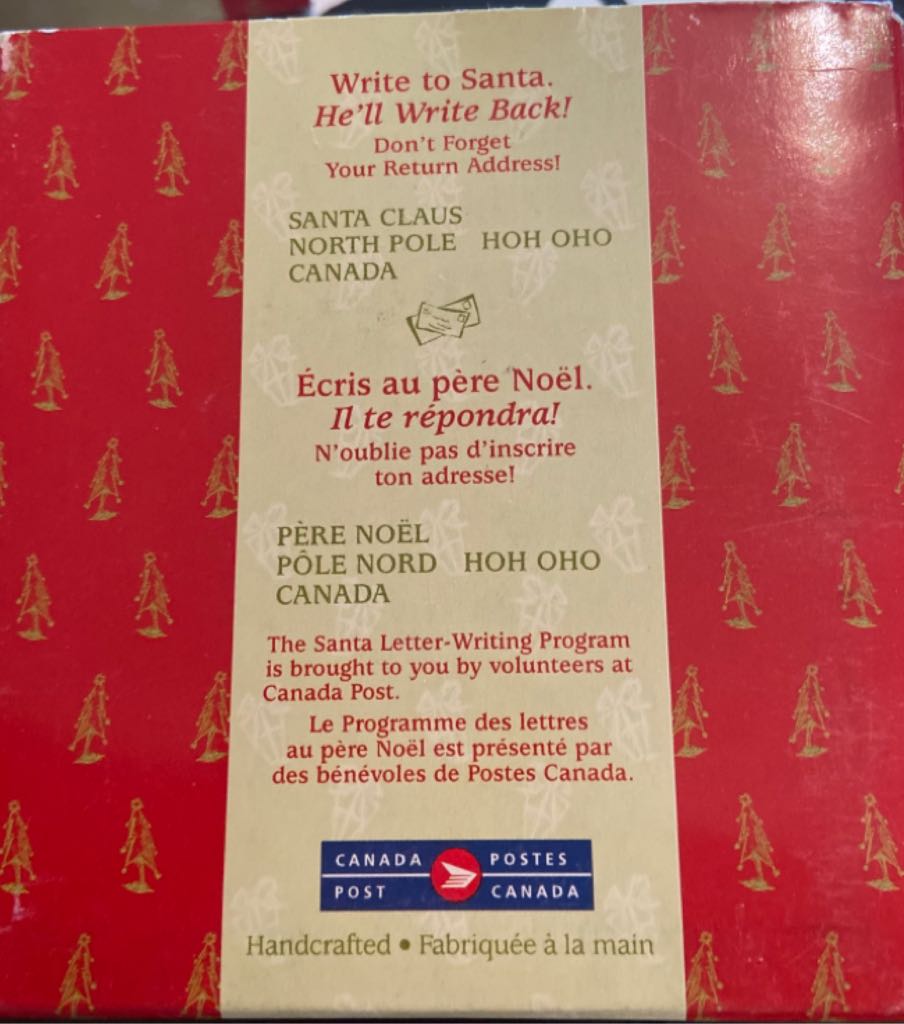 Write to Santa.
He'll Write Back!
Don't Forget
Your Return Address!
SANTA CLAUS
NORTH POLE HOH OHO
CANADA
Écris au père Noël.
Il te répondra!
N'oublie pas d'inscrire
ton adresse!
PÈRE NOËL
PÔLE NORD HOH OHO
CANADA
The Santa Letter-Writing Program
is brought to you by volunteers at
Canada Post.
Le Programme des lettres
au père Noël est présenté par
des bénévoles de Postes Canada.
CANADA POSTES
POST CANADA
Handcrafted • Fabriquée à la main